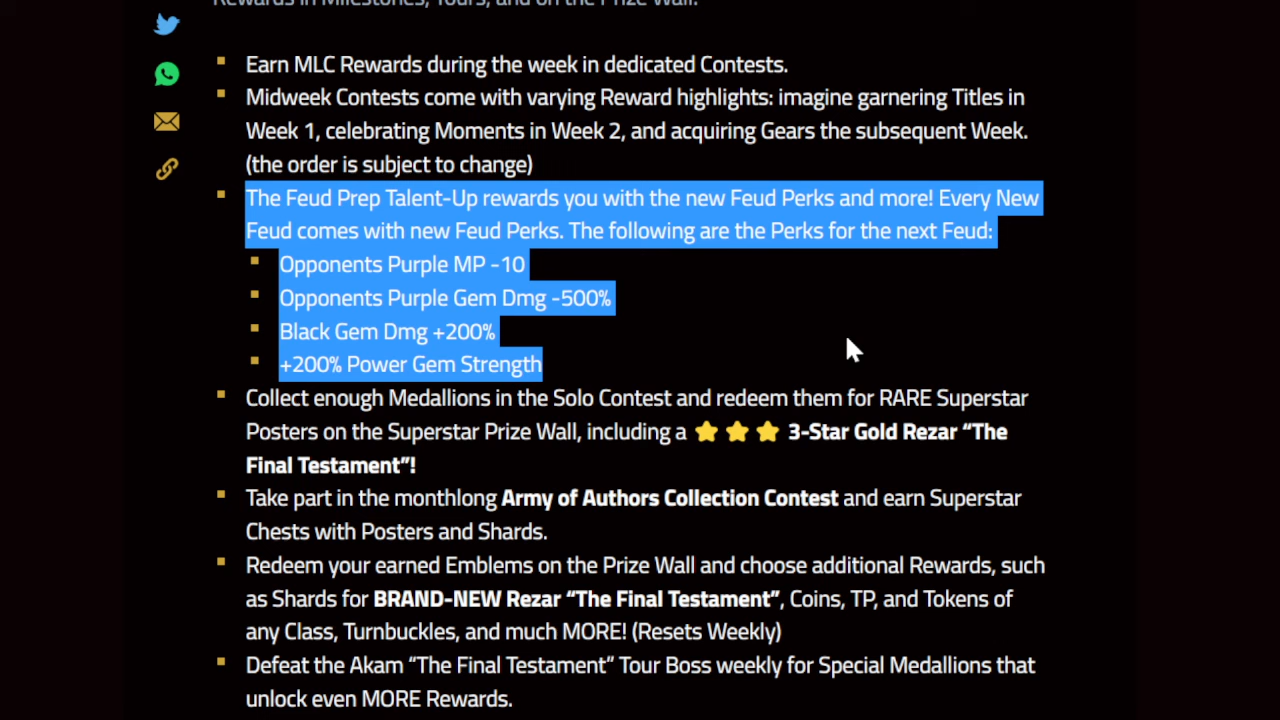 Rewards in Milestones, Tours, and on the Prize Wall.
Earn MLC Rewards during the week in dedicated Contests.
Midweek Contests come with varying Reward highlights: imagine garnering Titles in
Week 1, celebrating Moments in Week 2, and acquiring Gears the subsequent Week.
(the order is subject to change)
The Feud Prep Talent-Up rewards you with the new Feud Perks and more! Every New
Feud comes with new Feud Perks. The following are the Perks for the next Feud:
Opponents Purple MP -10
Opponents Purple Gem Dmg -500%
Black Gem Dmg +200%
+200% Power Gem Strength
Collect enough Medallions in the Solo Contest and redeem them for RARE Superstar
Posters on the Superstar Prize Wall, including a ⭐ ⭐ ⭐ 3-Star Gold Rezar “The
Final Testament”!
Take part in the monthlong Army of Authors Collection Contest and earn Superstar
Chests with Posters and Shards.
Redeem your earned Emblems on the Prize Wall and choose additional Rewards, such
as Shards for BRAND-NEW Rezar “The Final Testament”, Coins, TP, and Tokens of
any Class, Turnbuckles, and much MORE! (Resets Weekly)
Defeat the Akam “The Final Testament” Tour Boss weekly for Special Medallions that
unlock even MORE Rewards.